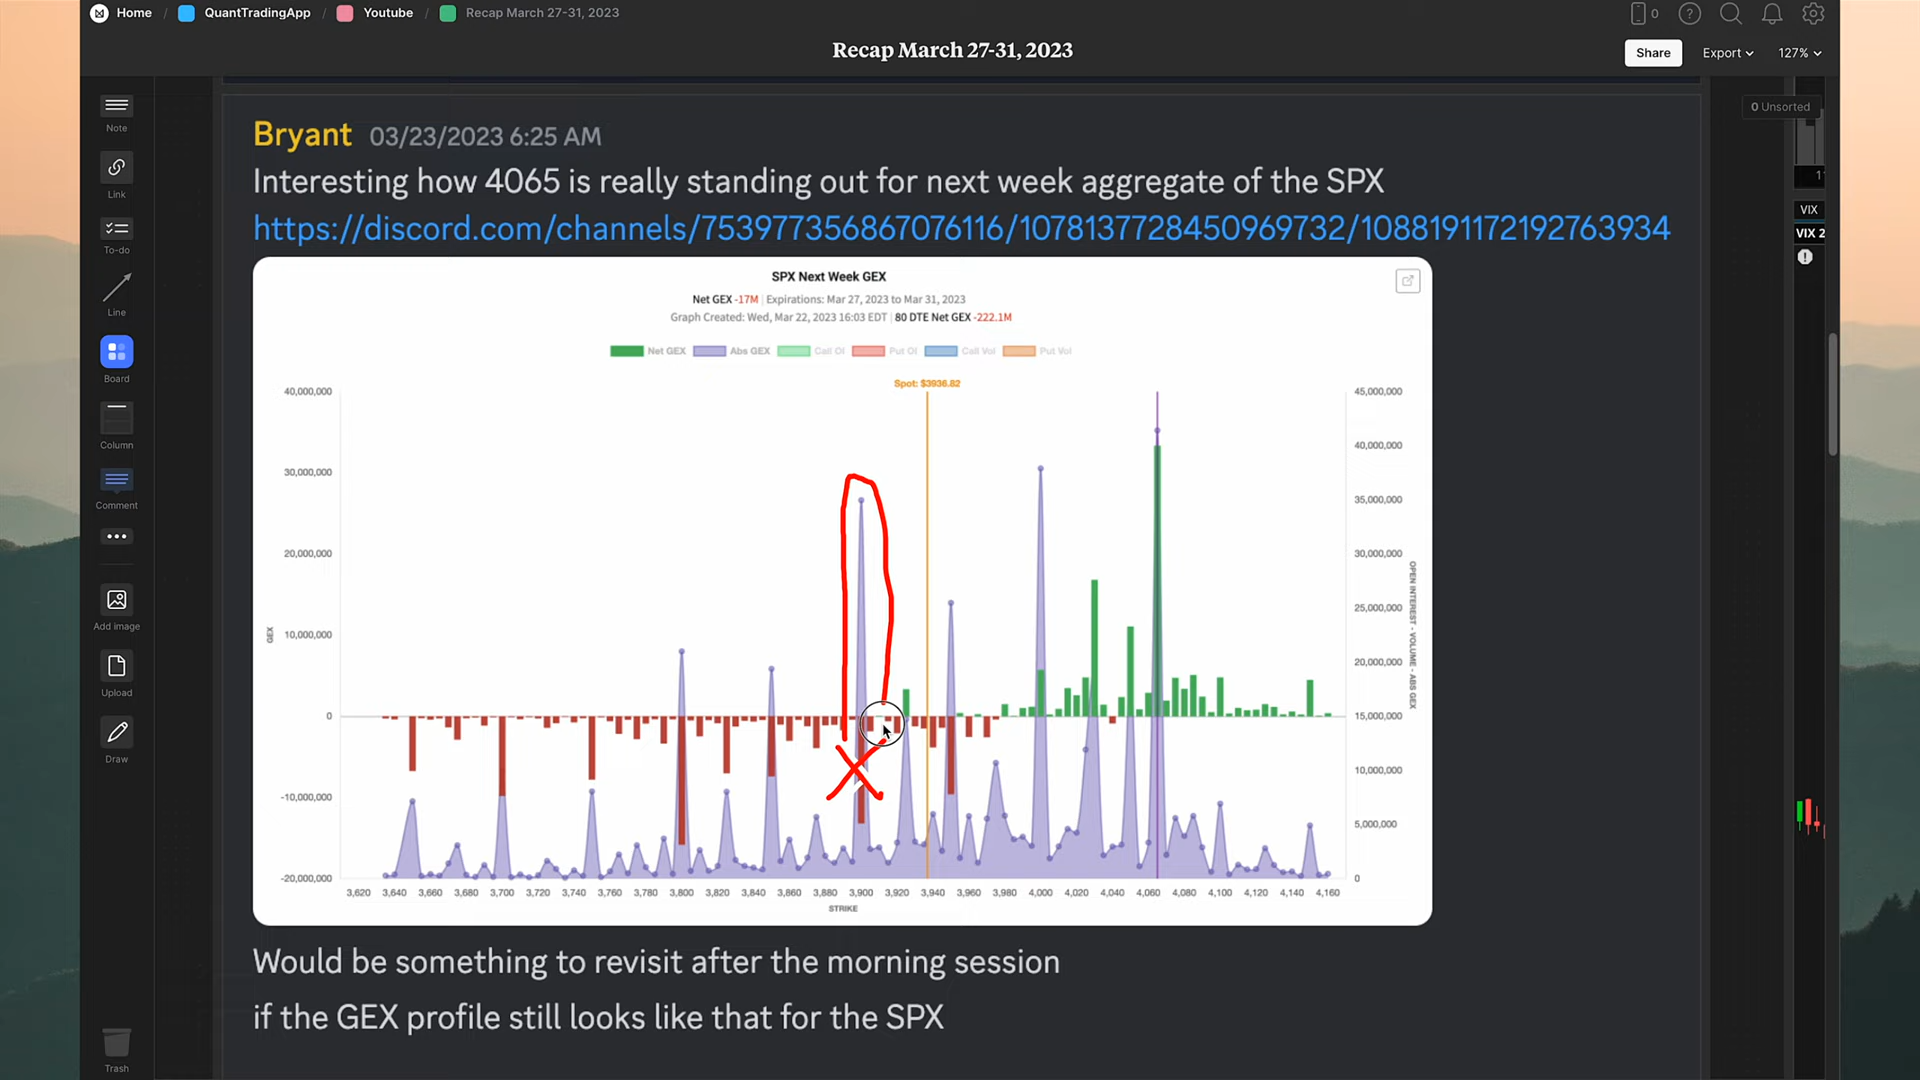 Home / QuantTradingApp / Youtube / Recap March 27-31, 2023
0
Recap March 27-31, 2023
Share
Export
127%
0 Unsorted
Note
Link
To-do
Line
Board
Column
Comment
Add image
Upload
Draw
Trash
Bryant 03/23/2023 6:25 AM
Interesting how 4065 is really standing out for next week aggregate of the SPX
https://discord.com/channels/753977356867076116/1078137728450969732/1088191172192763934
SPX Next Week GEX
Net GEX -17M | Expirations: Mar 27, 2023 to Mar 31, 2023
Graph Created: Wed, Mar 22, 2023 16:03 EDT | 80 DTE Net GEX -222.1M
Net GEX Abs GEX Call OI Put OI Call Vol Put Vol
Spot: $3936.82
40,000,000
30,000,000
20,000,000
10,000,000
0
-10,000,000
-20,000,000
GEX
45,000,000
40,000,000
35,000,000
30,000,000
25,000,000
20,000,000
15,000,000
10,000,000
5,000,000
0
OPEN INTEREST - VOLUME - ABS GEX
3,620 3,640 3,660 3,680 3,700 3,720 3,740 3,760 3,780 3,800 3,820 3,840 3,860 3,880 3,900 3,920 3,940 3,960 3,980 4,000 4,020 4,040 4,060 4,080 4,100 4,120 4,140 4,160
STRIKE
Would be something to revisit after the morning session
if the GEX profile still looks like that for the SPX
VIX
VIX 2